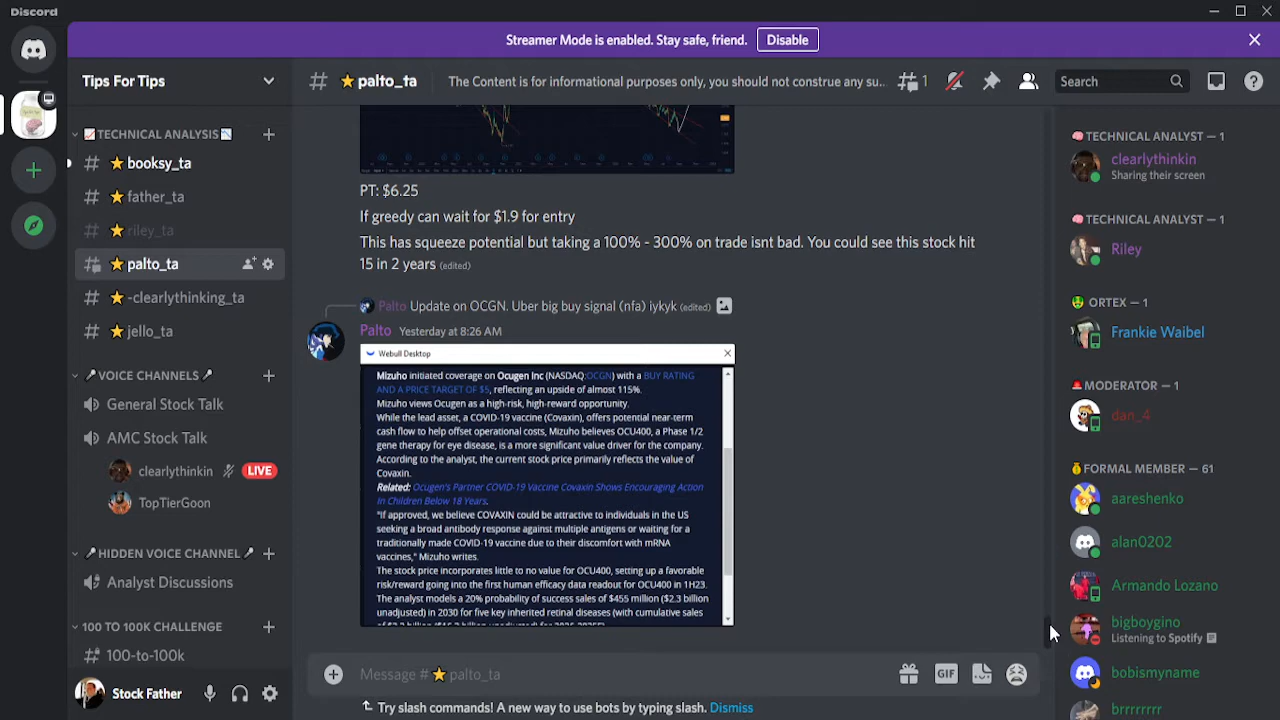 Discord
Streamer Mode is enabled. Stay safe, friend.
Disable
Tips For Tips
palto_ta
The Content is for informational purposes only, you should not construe any su...
1
Search
TECHNICAL ANALYSIS
booksy_ta
father_ta
riley_ta
palto_ta
-clearlythinking_ta
jello_ta
VOICE CHANNELS
General Stock Talk
AMC Stock Talk
clearlythinkin
LIVE
TopTierGoon
HIDDEN VOICE CHANNEL
Analyst Discussions
100 TO 100K CHALLENGE
100-to-100k
Stock Father
PT: $6.25
If greedy can wait for $1.9 for entry
This has squeeze potential but taking a 100% - 300% on trade isnt bad. You could see this stock hit
15 in 2 years (edited)
Palto Update on OCGN. Uber big buy signal (nfa) iykyk (edited)
Palto Yesterday at 8:26 AM
Webull Desktop
Mizuho initiated coverage on Ocugen Inc (NASDAQ:OCGN) with a BUY RATING
AND A PRICE TARGET OF $5, reflecting an upside of almost 115%.
Mizuho views Ocugen as a high-risk, high-reward opportunity.
While the lead asset, a COVID-19 vaccine (Covaxin), offers potential near-term
cash flow to help offset operational costs, Mizuho believes OCU400, a Phase 1/2
gene therapy for eye disease, is a more significant value driver for the company.
According to the analyst, the current stock price primarily reflects the value of
Covaxin.
Related: Ocugen's Partner COVID-19 Vaccine Covaxin Shows Encouraging Action
In Children Below 18 Years.
"If approved, we believe COVAXIN could be attractive to individuals in the US
seeking a broad antibody response against multiple antigens or waiting for a
traditionally made COVID-19 vaccine due to their discomfort with mRNA
vaccines," Mizuho writes.
The stock price incorporates little to no value for OCU400, setting up a favorable
risk/reward going into the first human efficacy data readout for OCU400 in 1H23.
The analyst models a 20% probability of success sales of $455 million ($2.3 billion
unadjusted) in 2030 for five key inherited retinal diseases (with cumulative sales
Message # palto_ta
GIF
Try slash commands! A new way to use bots by typing slash. Dismiss
TECHNICAL ANALYST — 1
clearlythinkin
Sharing their screen
TECHNICAL ANALYST — 1
Riley
ORTEX — 1
Frankie Waibel
MODERATOR — 1
dan_4
FORMAL MEMBER — 61
aareshenko
alan0202
Armando Lozano
bigboygino
Listening to Spotify
bobismyname
brrrrrrrr